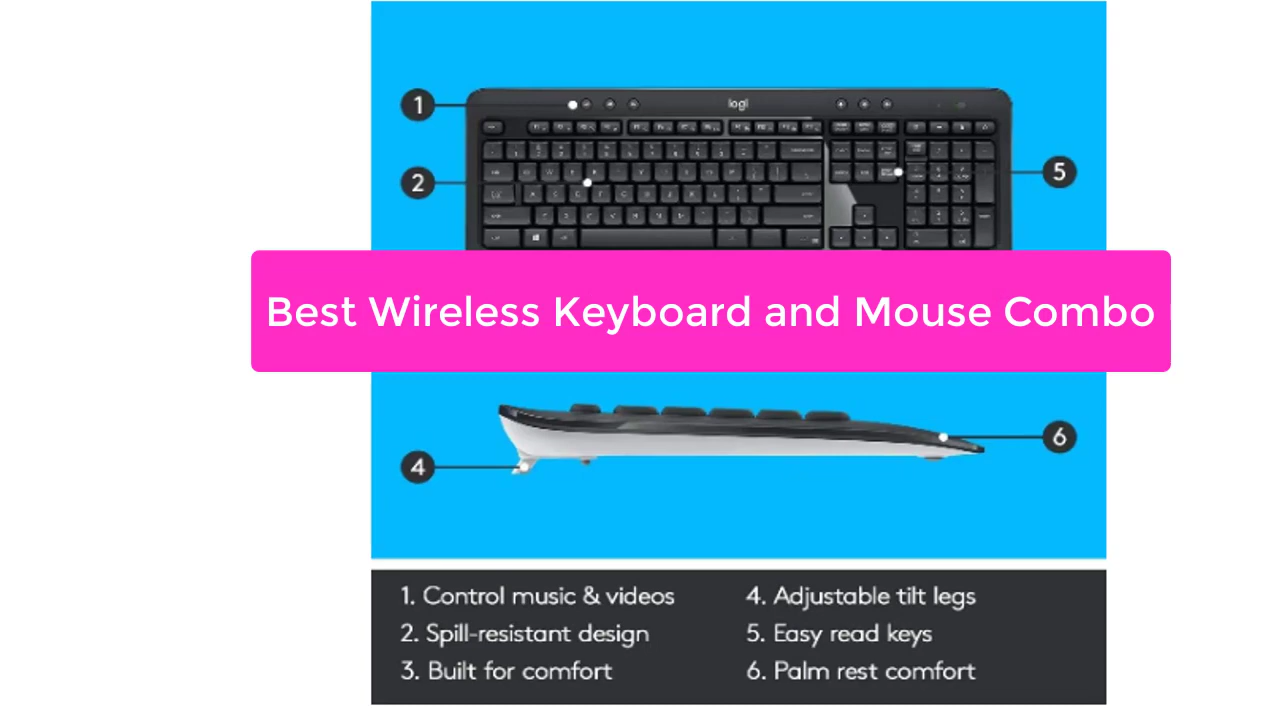 logi
1
2
5
Best Wireless Keyboard and Mouse Combo
6
4
1. Control music & videos
2. Spill-resistant design
3. Built for comfort
4. Adjustable tilt legs
5. Easy read keys
6. Palm rest comfort